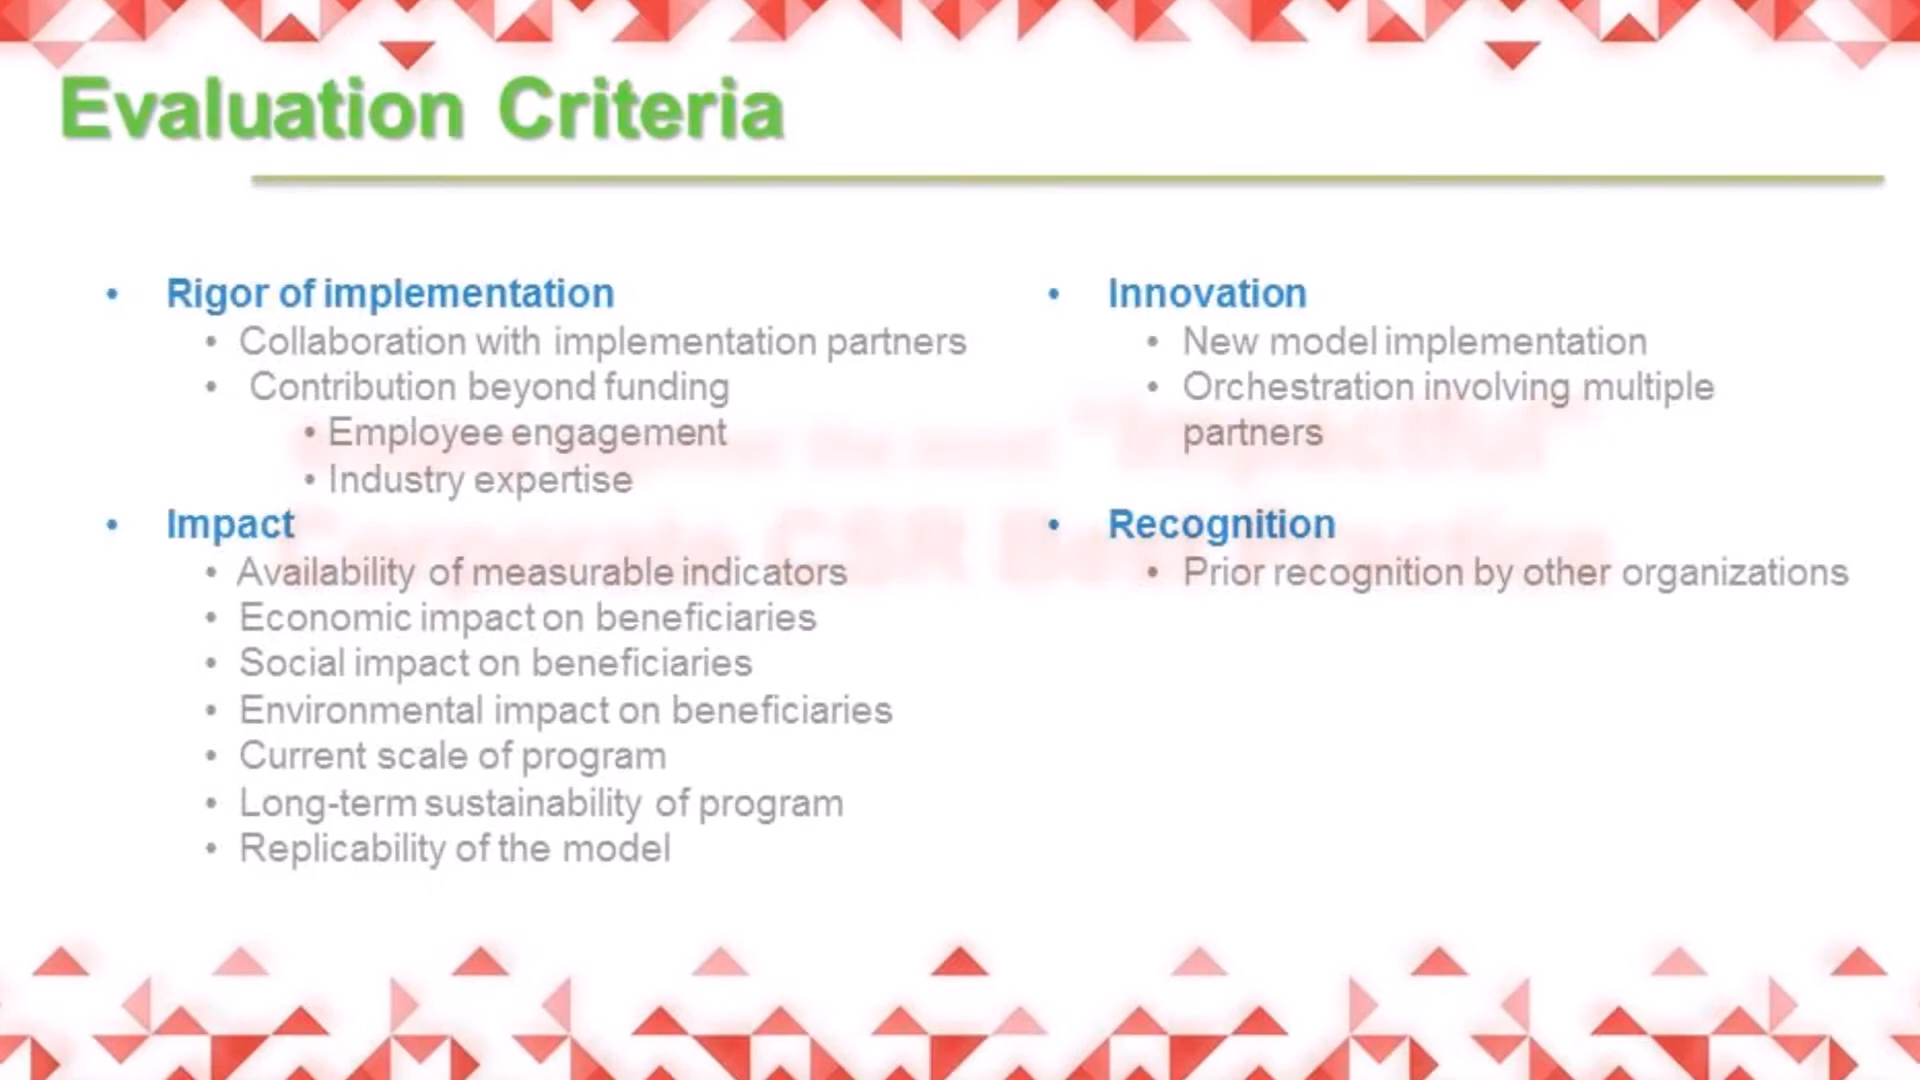 Evaluation Criteria
• Rigor of implementation
• Collaboration with implementation partners
• Contribution beyond funding
• Employee engagement
• Industry expertise
• Impact
• Availability of measurable indicators
• Economic impact on beneficiaries
• Social impact on beneficiaries
• Environmental impact on beneficiaries
• Current scale of program
• Long-term sustainability of program
• Replicability of the model
• Innovation
• New model implementation
• Orchestration involving multiple
partners
• Recognition
• Prior recognition by other organizations
"Impactful"
Corporate CSR